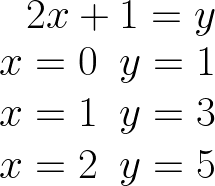 2x + 1 = y
x = 0 y = 1
x = 1 y = 3
x = 2 y = 5